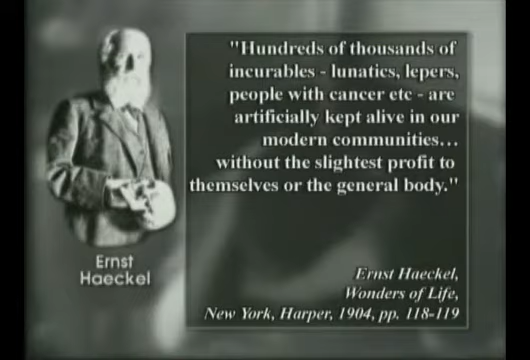 "Hundreds of thousands of
incurables - lunatics, lepers,
people with cancer etc - are
artificially kept alive in our
modern communities...
without the slightest profit to
themselves or the general body."
Ernst
Haeckel
Ernst Haeckel,
Wonders of Life,
New York, Harper, 1904, pp. 118-119